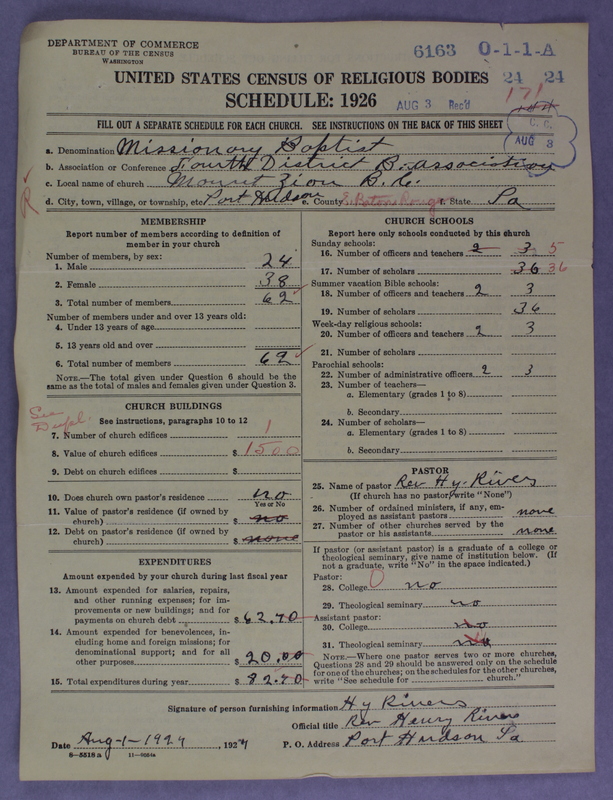 DEPARTMENT OF COMMERCE
BUREAU OF THE CENSUS
WASHINGTON
6163 0-1-1-A
UNITED STATES CENSUS OF RELIGIOUS BODIES 24 24
SCHEDULE: 1926 AUG 3 Rec'd 171
FILL OUT A SEPARATE SCHEDULE FOR EACH CHURCH. SEE INSTRUCTIONS ON THE BACK OF THIS SHEET
C. C.
AUG 3
a. Denomination Missionary Baptist
b. Association or Conference Fourth District B. association
c. Local name of church Mount Zion B. C.
d. City, town, village, or township, etc. Port Hudson e. County E. Baton Rouge f. State La
R
MEMBERSHIP
Report number of members according to definition of
member in your church
Number of members, by sex:
1. Male 24
2. Female 38
3. Total number of members 62
Number of members under and over 13 years old:
4. Under 13 years of age
5. 13 years old and over
6. Total number of members 62
NOTE.—The total given under Question 6 should be the
same as the total of males and females given under Question 3.
See
Dupl.
CHURCH BUILDINGS
See instructions, paragraphs 10 to 12
7. Number of church edifices 1
8. Value of church edifices $ 1500
9. Debt on church edifices $
10. Does church own pastor's residence no
Yes or No
11. Value of pastor's residence (if owned by
church) $ no
12. Debt on pastor's residence (if owned by
church) $ none
EXPENDITURES
Amount expended by your church during last fiscal year
13. Amount expended for salaries, repairs,
and other running expenses; for im-
provements or new buildings; and for
payments on church debt $ 62.70
14. Amount expended for benevolences, in-
cluding home and foreign missions; for
denominational support; and for all
other purposes $ 20.00
15. Total expenditures during year $ 82.70
CHURCH SCHOOLS
Report here only schools conducted by this church
Sunday schools:
16. Number of officers and teachers 2 3 5
17. Number of scholars 36 36
Summer vacation Bible schools:
18. Number of officers and teachers 2 3
19. Number of scholars 36
Week-day religious schools:
20. Number of officers and teachers 2 3
21. Number of scholars
Parochial schools:
22. Number of administrative officers 2 3
23. Number of teachers—
a. Elementary (grades 1 to 8)
b. Secondary
24. Number of scholars—
a. Elementary (grades 1 to 8)
b. Secondary
PASTOR
25. Name of pastor Rev Hy. Rivers
(If church has no pastor, write "None")
26. Number of ordained ministers, if any, em-
ployed as assistant pastors none
27. Number of other churches served by the
pastor or his assistants none
If pastor (or assistant pastor) is a graduate of a college or
theological seminary, give name of institution below. (If
not a graduate, write "No" in the space indicated.)
Pastor:
28. College 0 no
29. Theological seminary no
Assistant pastor:
30. College no
31. Theological seminary no
NOTE.—Where one pastor serves two or more churches,
Questions 28 and 29 should be answered only on the schedule
for one of the churches; on the schedules for the other churches,
write "See schedule for church."
Signature of person furnishing information Hy Rivers
Official title Rev Henry Rivers
Date Aug-1-1927, 1927 P. O. Address Port Hudson La
8—5518 a